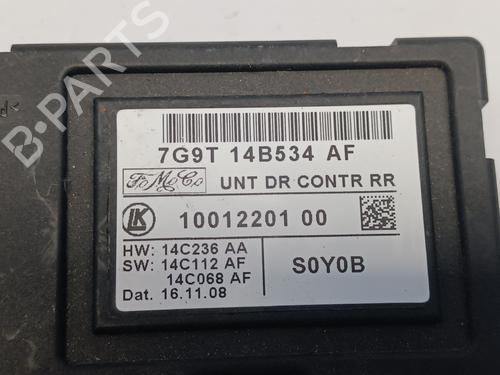 7G9T 14B534 AF
FoMoCo UNT DR CONTR RR
LK 10012201 00
HW: 14C236 AA
SW: 14C112 AF
14C068 AF
Dat. 16.11.08
S0Y0B
B-PARTS